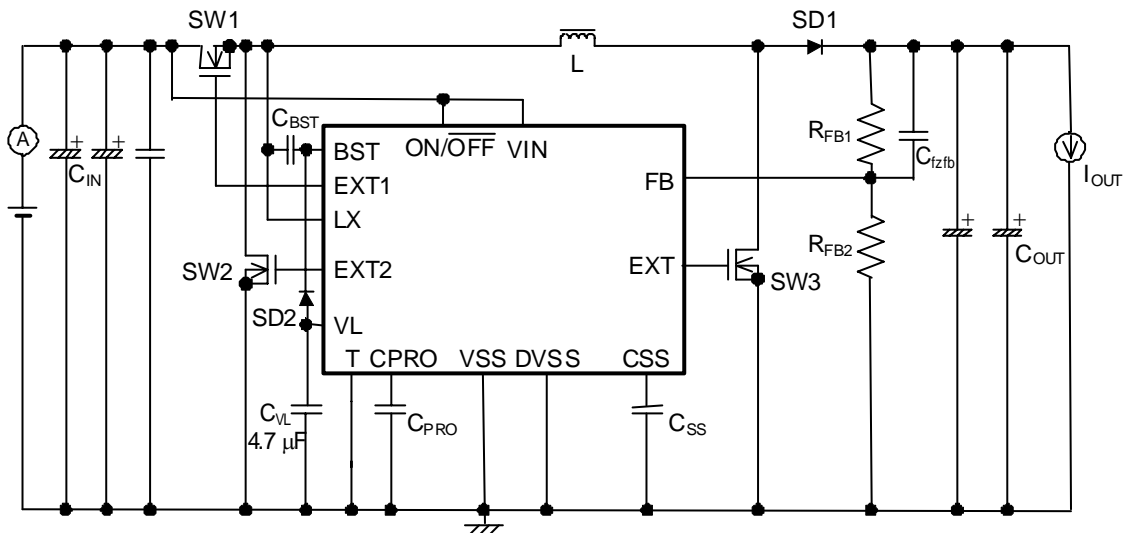 SW1
SD1
L
A
C_IN
C_BST
BST
ON/OFF
VIN
EXT1
LX
FB
R_FB1
C_fzfb
I_OUT
SW2
EXT2
EXT
R_FB2
SW3
C_OUT
SD2
VL
T
CPRO
VSS
DVSS
CSS
C_VL
4.7 μF
C_PRO
C_SS